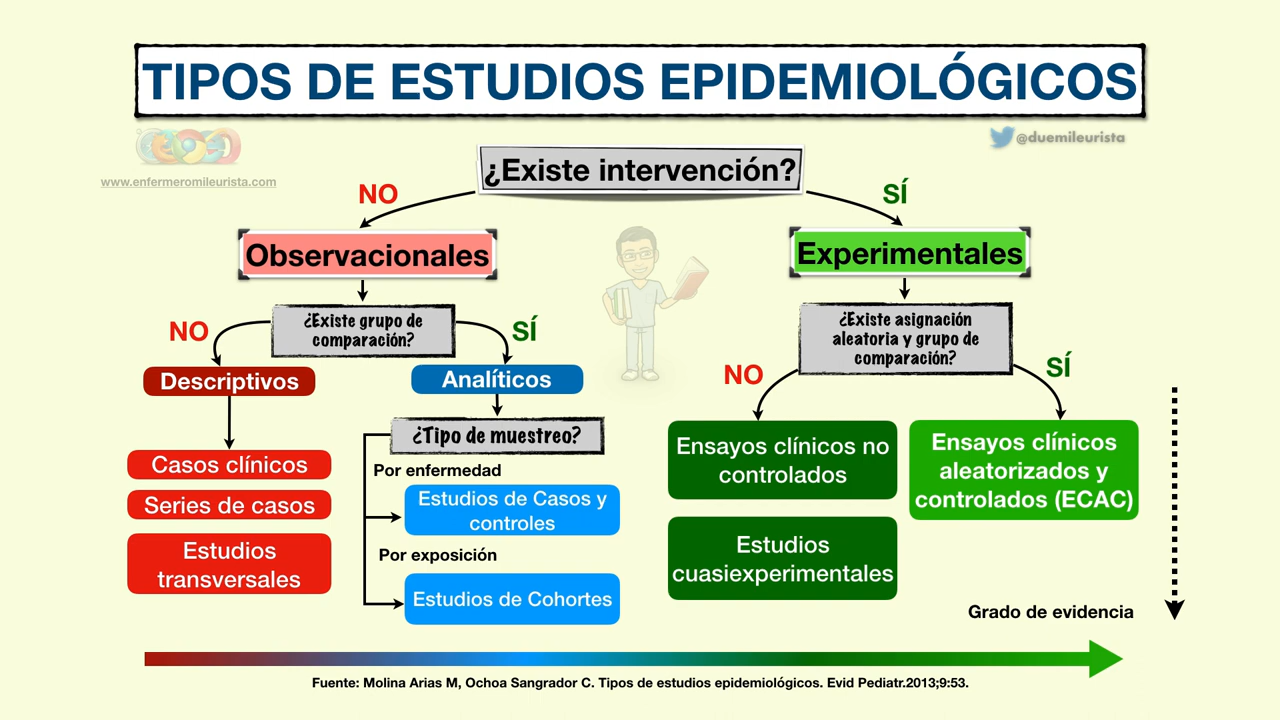 TIPOS DE ESTUDIOS EPIDEMIOLÓGICOS
www.enfermeromileurista.com
@duemileurista
¿Existe intervención?
NO
SÍ
Observacionales
Experimentales
¿Existe grupo de
comparación?
NO
SÍ
Descriptivos
Analíticos
Casos clínicos
Series de casos
Estudios
transversales
¿Tipo de muestreo?
Por enfermedad
Estudios de Casos y
controles
Por exposición
Estudios de Cohortes
¿Existe asignación
aleatoria y grupo de
comparación?
NO
SÍ
Ensayos clínicos no
controlados
Estudios
cuasiexperimentales
Ensayos clínicos
aleatorizados y
controlados (ECAC)
Grado de evidencia
Fuente: Molina Arias M, Ochoa Sangrador C. Tipos de estudios epidemiológicos. Evid Pediatr.2013;9:53.